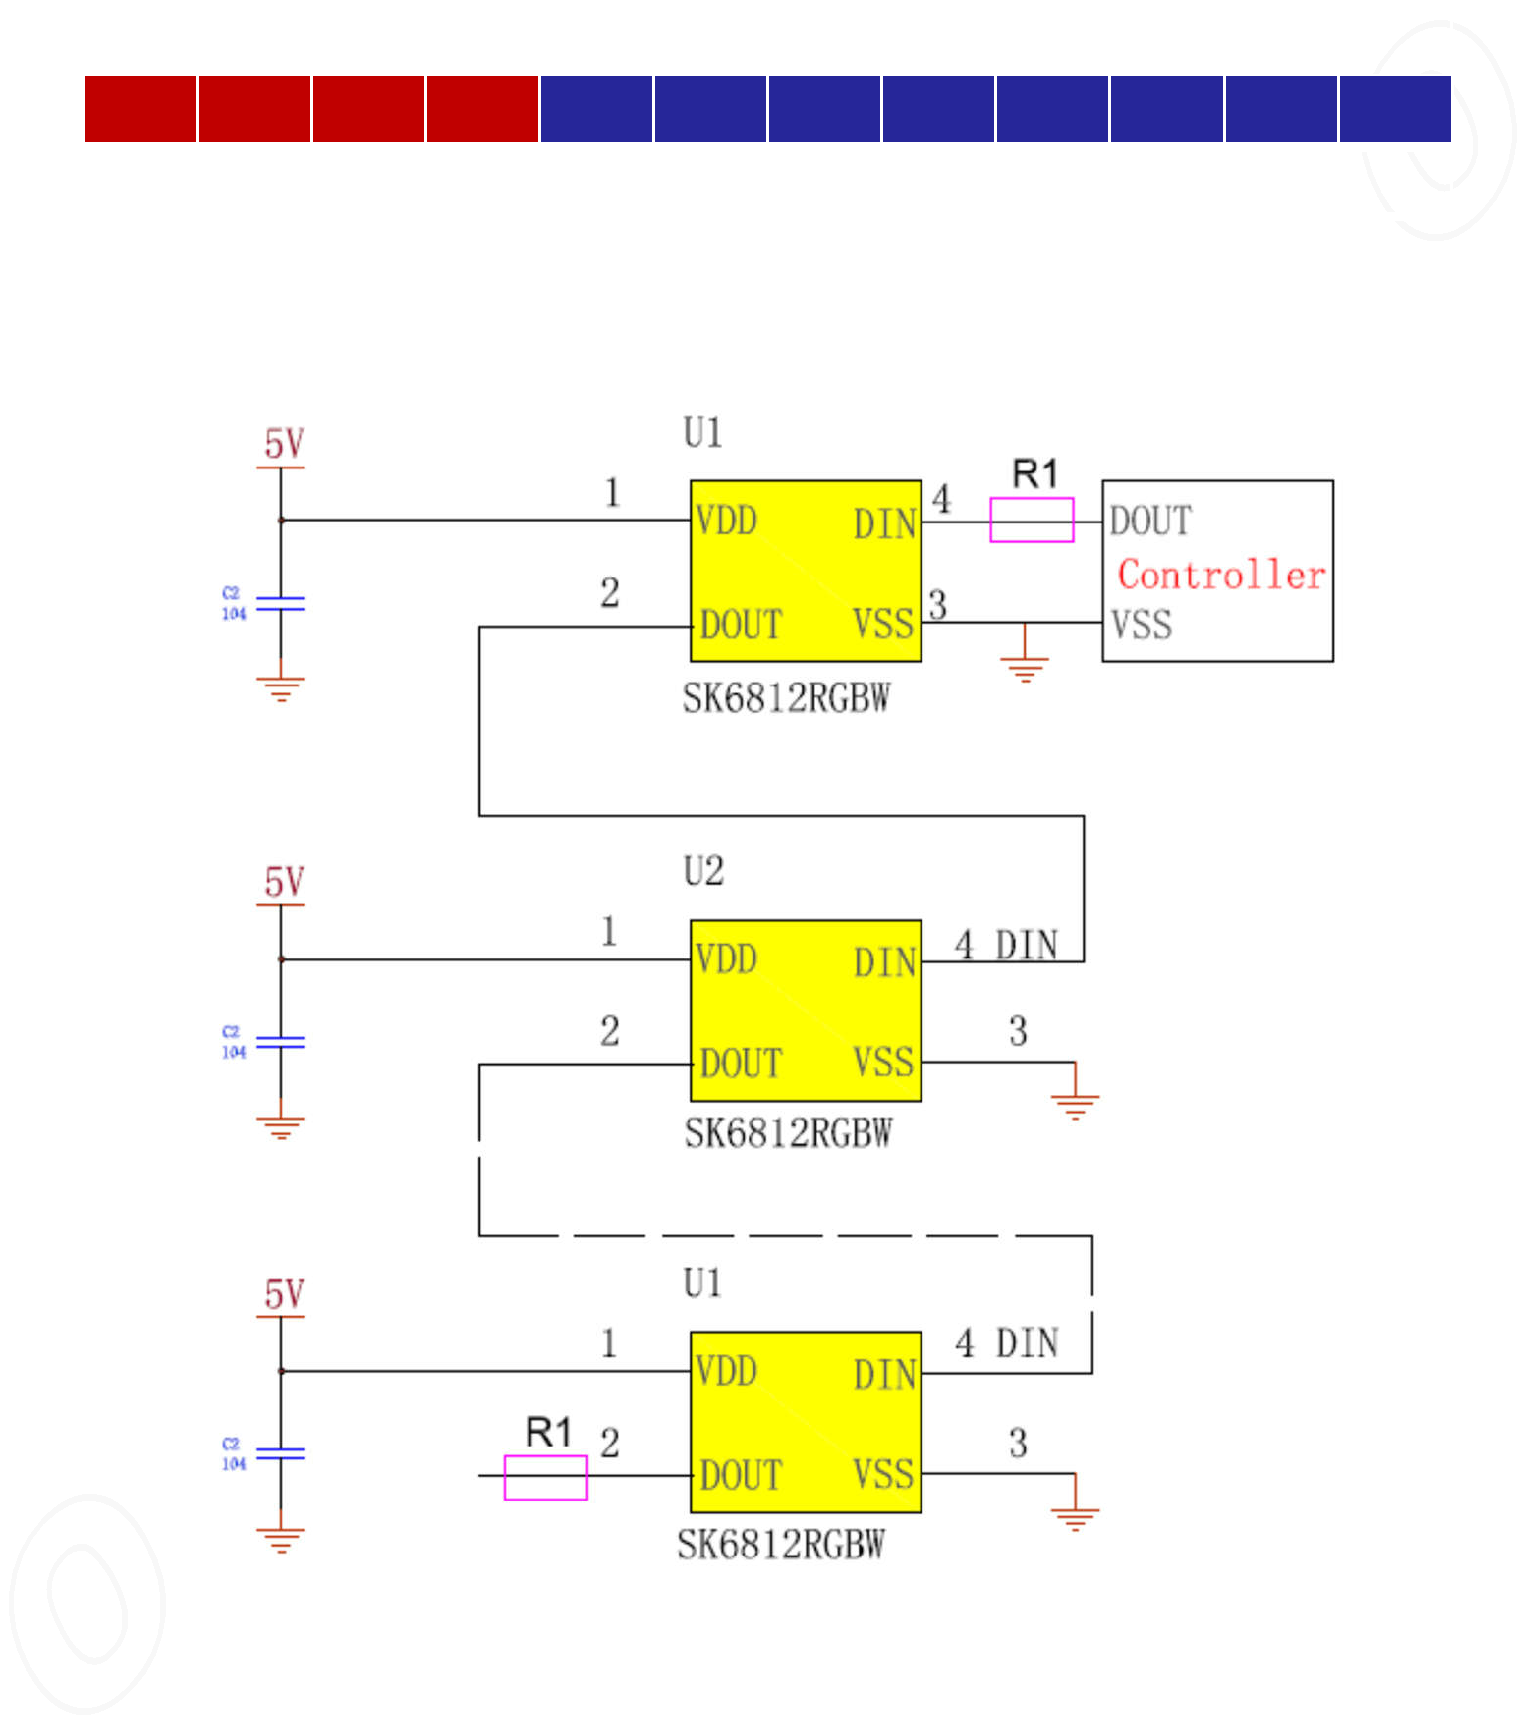 U1
5V
R1
1
4
VDD
DIN
DOUT
Controller
C2
104
2
3
DOUT
VSS
VSS
SK6812RGBW
U2
5V
1
4 DIN
VDD
DIN
C2
104
2
3
DOUT
VSS
SK6812RGBW
U1
5V
1
4 DIN
VDD
DIN
R1
C2
104
2
3
DOUT
VSS
SK6812RGBW